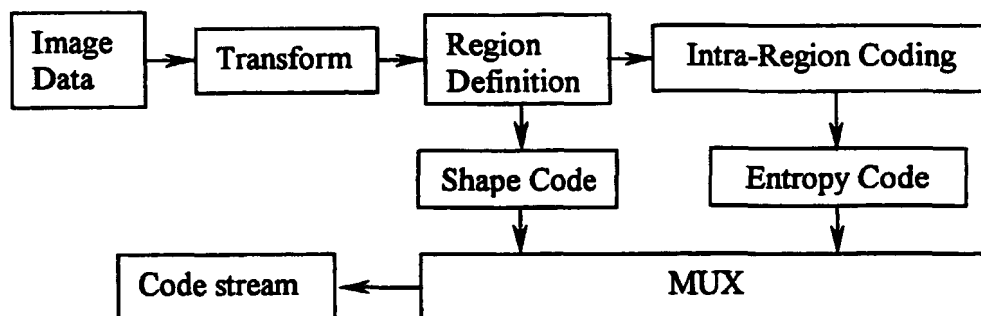 Image
Data
Transform
Region
Definition
Intra-Region Coding
Shape Code
Entropy Code
Code stream
MUX